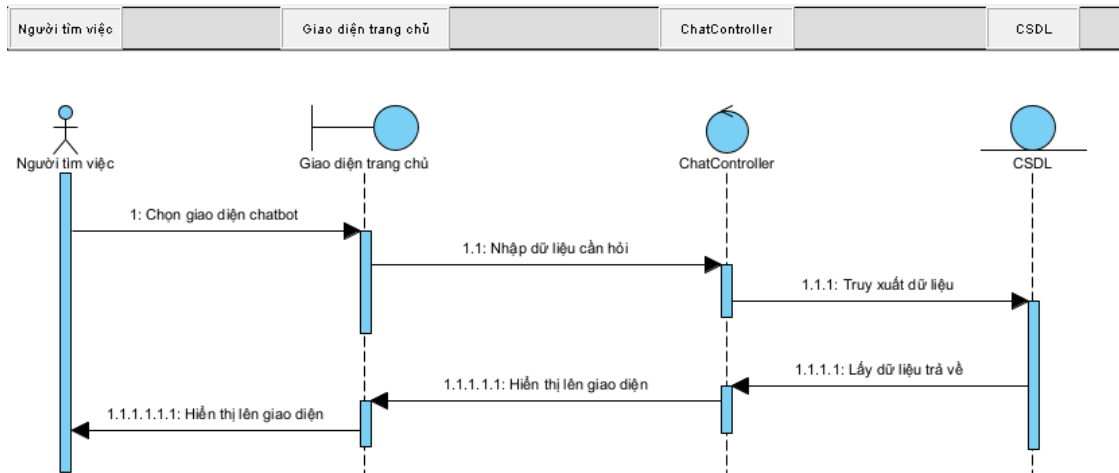 Người tìm việc
Giao diện trang chủ
ChatController
CSDL
Người tìm việc
Giao diện trang chủ
ChatController
CSDL
1: Chọn giao diện chatbot
1.1: Nhập dữ liệu cần hỏi
1.1.1: Truy xuất dữ liệu
1.1.1.1: Lấy dữ liệu trả về
1.1.1.1.1: Hiển thị lên giao diện
1.1.1.1.1.1: Hiển thị lên giao diện